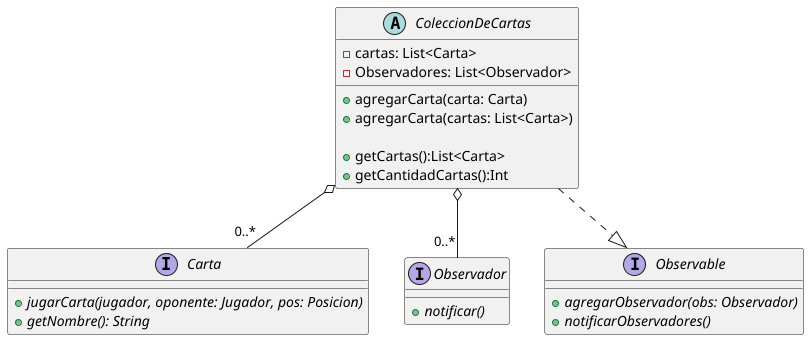 A ColeccionDeCartas
cartas: List<Carta>
Observadores: List<Observador>
agregarCarta(carta: Carta)
agregarCarta(cartas: List<Carta>)
getCartas():List<Carta>
getCantidadCartas():Int
0..*
0..*
I Carta
jugarCarta(jugador, oponente: Jugador, pos: Posicion)
getNombre(): String
I Observador
notificar()
I Observable
agregarObservador(obs: Observador)
notificarObservadores()